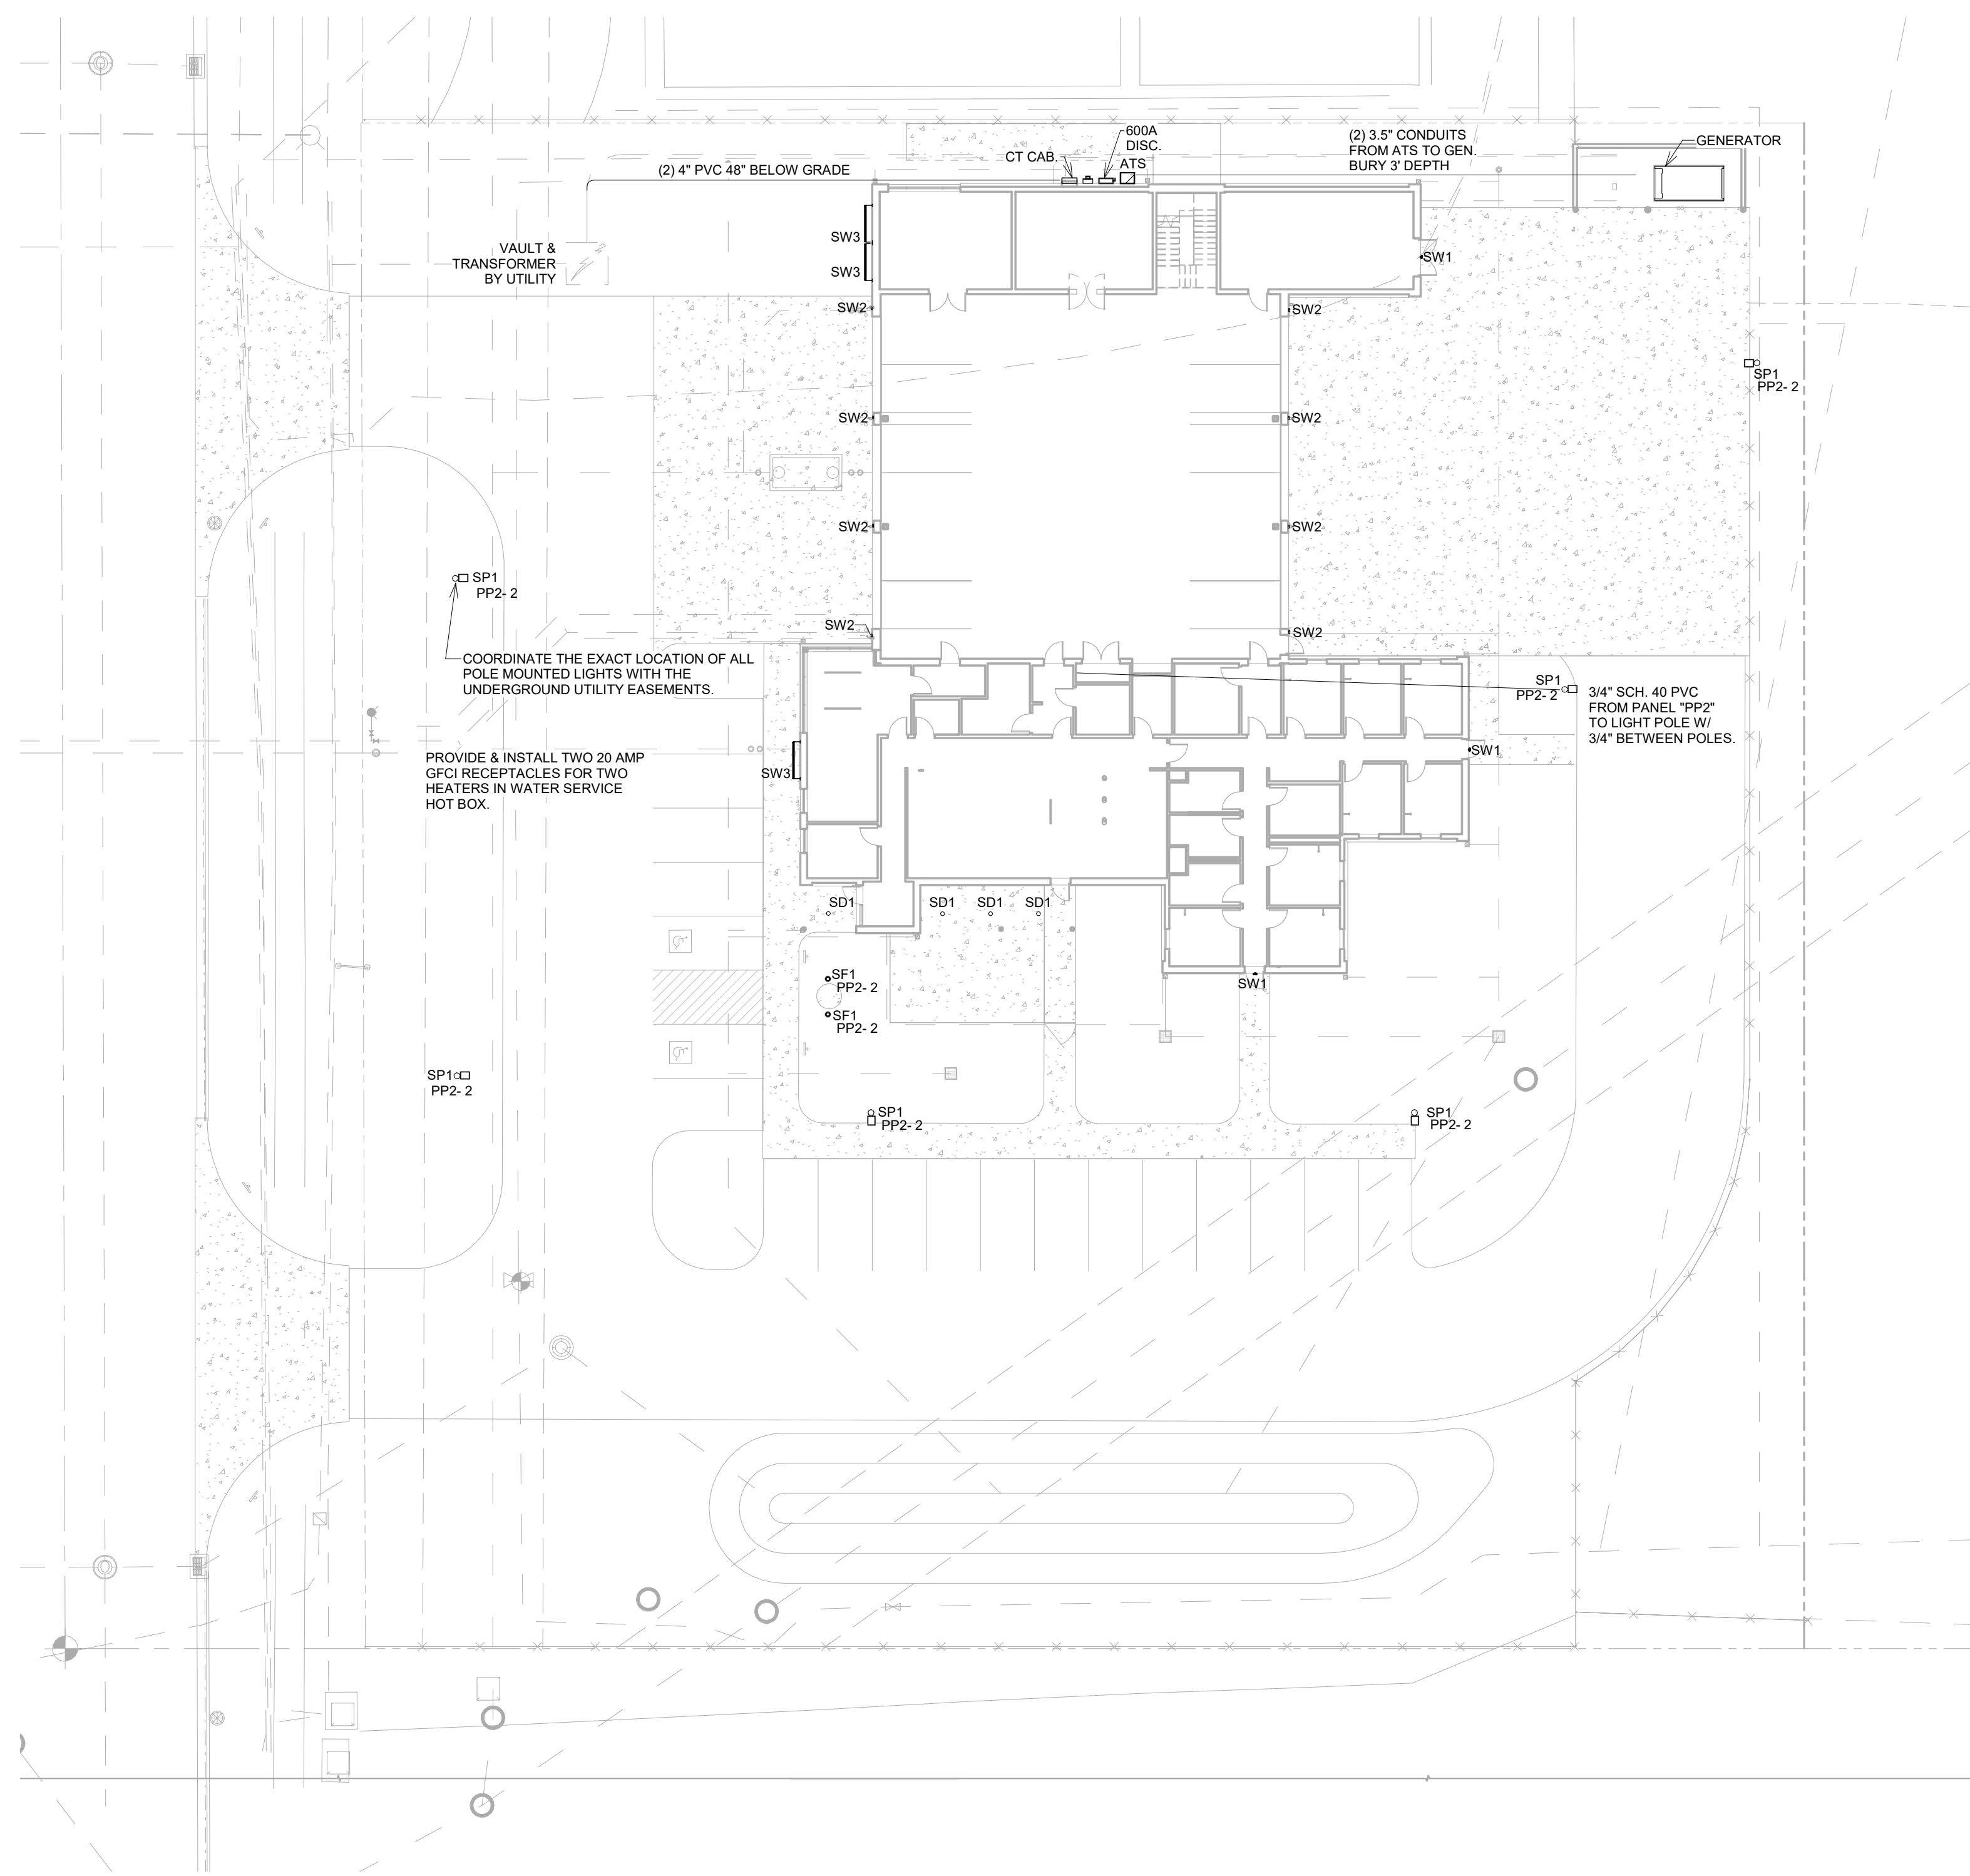 600A
DISC.
CT CAB.
ATS
(2) 3.5" CONDUITS
FROM ATS TO GEN.
BURY 3' DEPTH
GENERATOR
(2) 4" PVC 48" BELOW GRADE
VAULT &
TRANSFORMER
BY UTILITY
SW3
SW3
SW1
SW2
SW2
SP1
PP2- 2
SW2
SW2
SW2
SW2
SP1
PP2- 2
SW2
SW2
COORDINATE THE EXACT LOCATION OF ALL
POLE MOUNTED LIGHTS WITH THE
UNDERGROUND UTILITY EASEMENTS.
SP1
PP2- 2
3/4" SCH. 40 PVC
FROM PANEL "PP2"
TO LIGHT POLE W/
3/4" BETWEEN POLES.
SW1
PROVIDE & INSTALL TWO 20 AMP
GFCI RECEPTACLES FOR TWO
HEATERS IN WATER SERVICE
HOT BOX.
SW3
SD1
SD1
SD1
SD1
SF1
PP2- 2
SW1
SF1
PP2- 2
SP1
PP2- 2
SP1
PP2- 2
SP1
PP2- 2